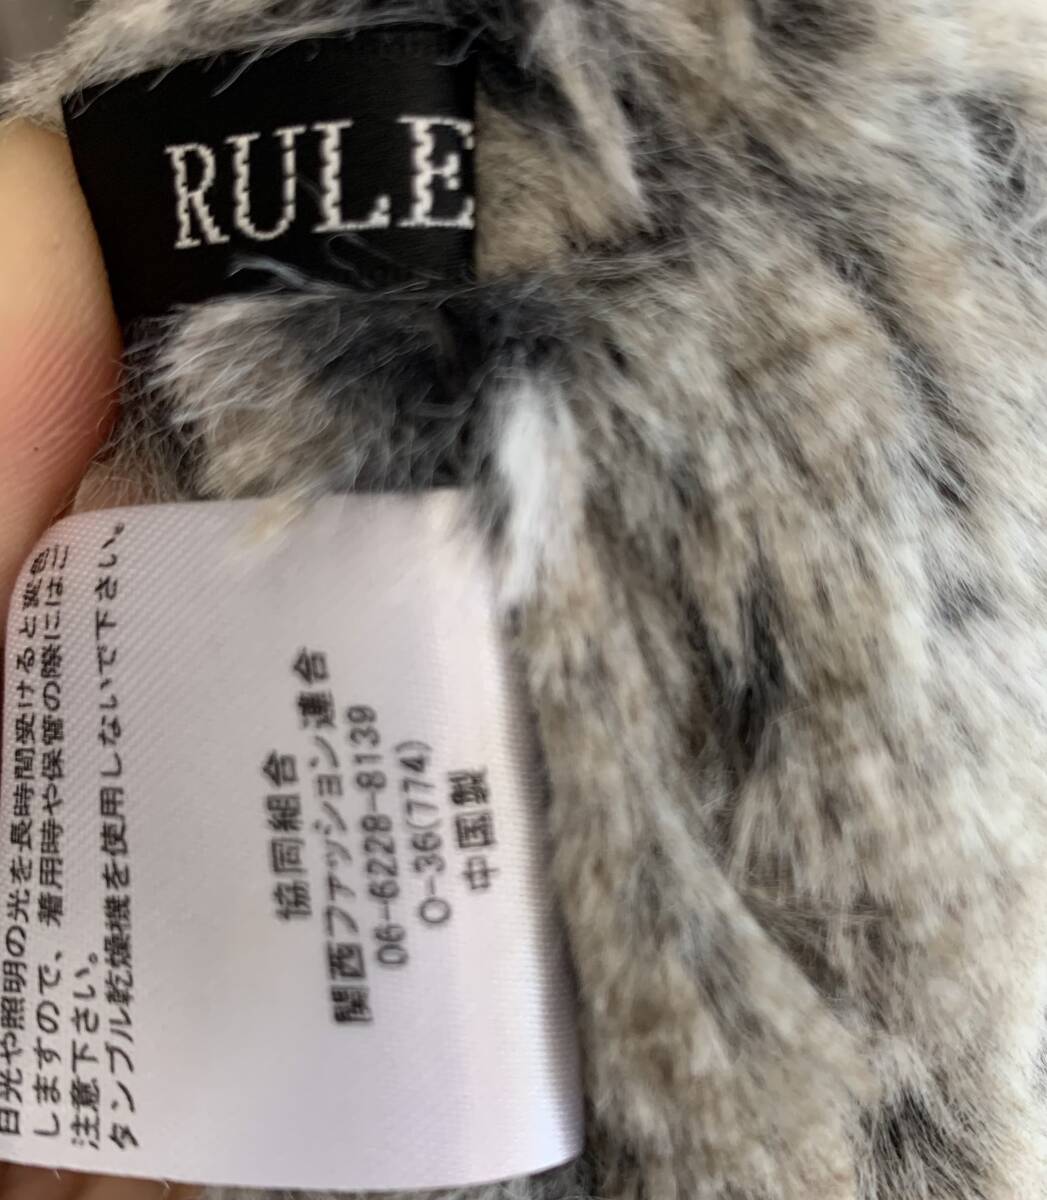 RULE
日光や照明の光を長時間受けると変色
しますので、着用時や保管の際にはご
注意下さい。
タンブル乾燥機を使用しないで下さい。
協同組合
関西ファッション連合
06-6228-8139
O-36(774)
中国製